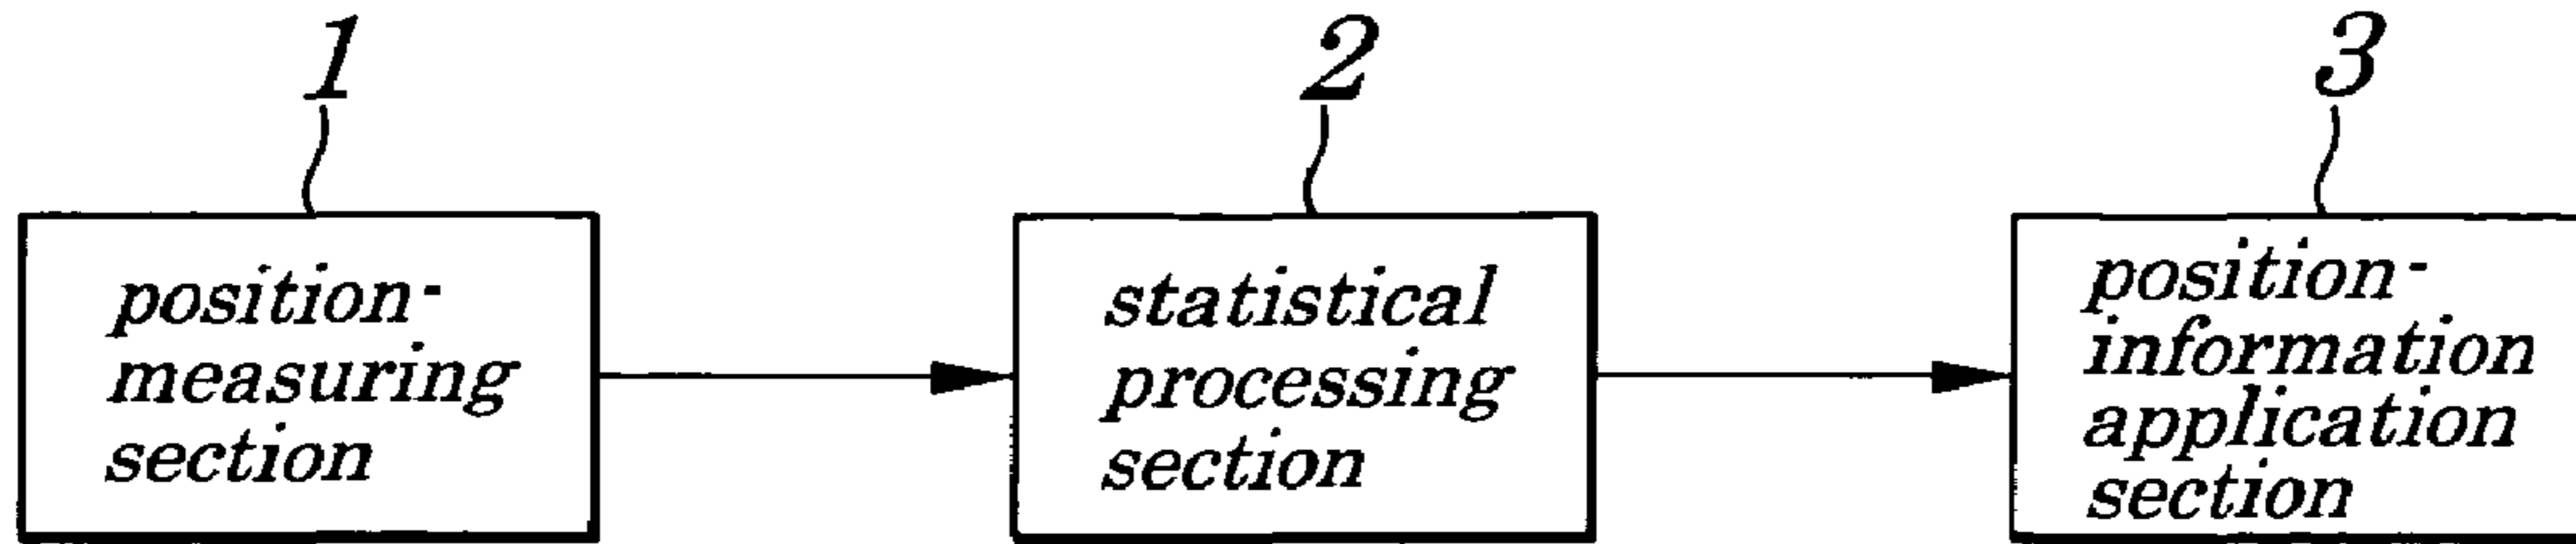 1
2
3
position-
measuring
section
statistical
processing
section
position-
information
application
section